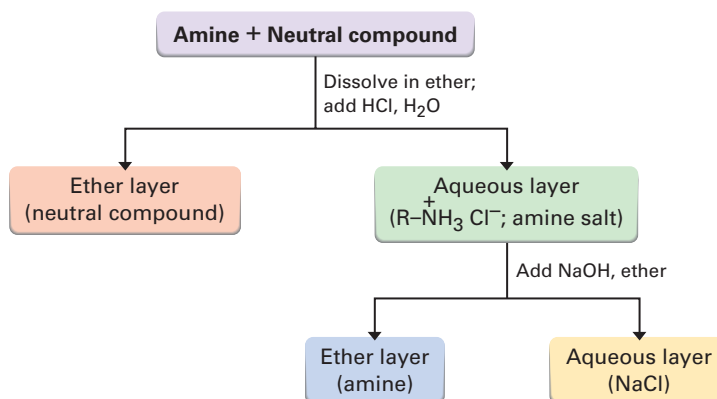 Amine + Neutral compound
Dissolve in ether;
add HCl, H₂O
Ether layer
(neutral compound)
Aqueous layer
(R–N⁺H₃ Cl⁻; amine salt)
Add NaOH, ether
Ether layer
(amine)
Aqueous layer
(NaCl)